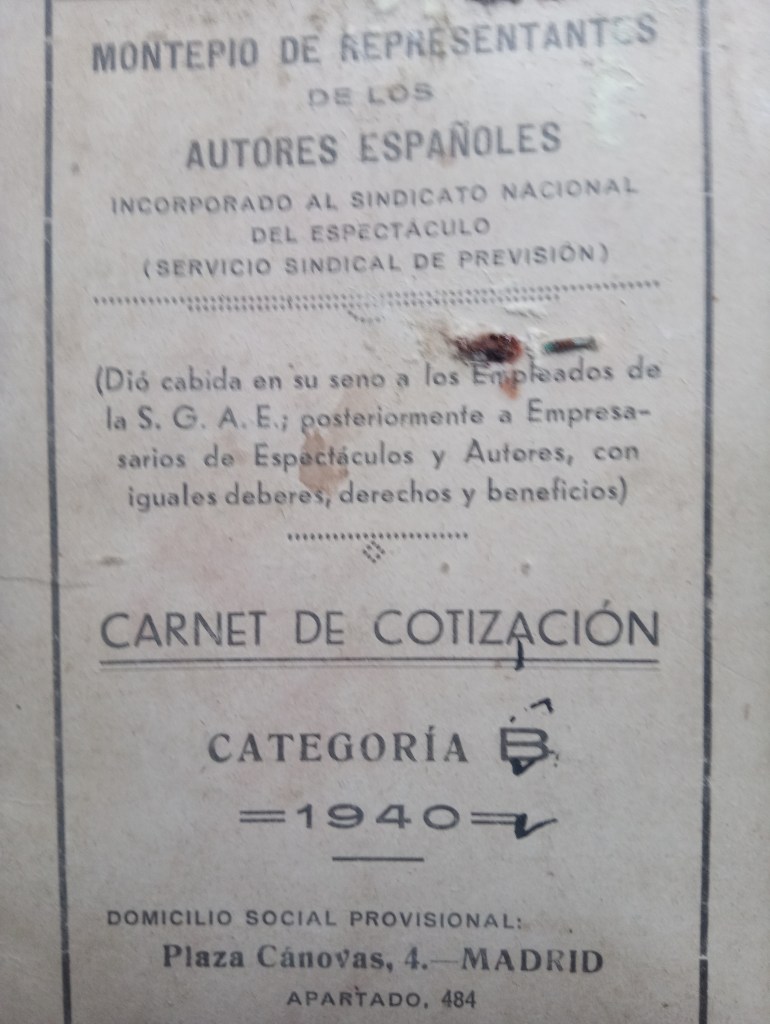 MONTEPIO DE REPRESENTANTES
DE LOS
AUTORES ESPAÑOLES
INCORPORADO AL SINDICATO NACIONAL
DEL ESPECTÁCULO
(SERVICIO SINDICAL DE PREVISIÓN)
(Dió cabida en su seno a los Empleados de
la S. G. A. E.; posteriormente a Empresa-
sarios de Espectáculos y Autores, con
iguales deberes, derechos y beneficios)
CARNET DE COTIZACIÓN
CATEGORÍA B
=1940=
DOMICILIO SOCIAL PROVISIONAL:
Plaza Cánovas, 4.—MADRID
APARTADO, 484